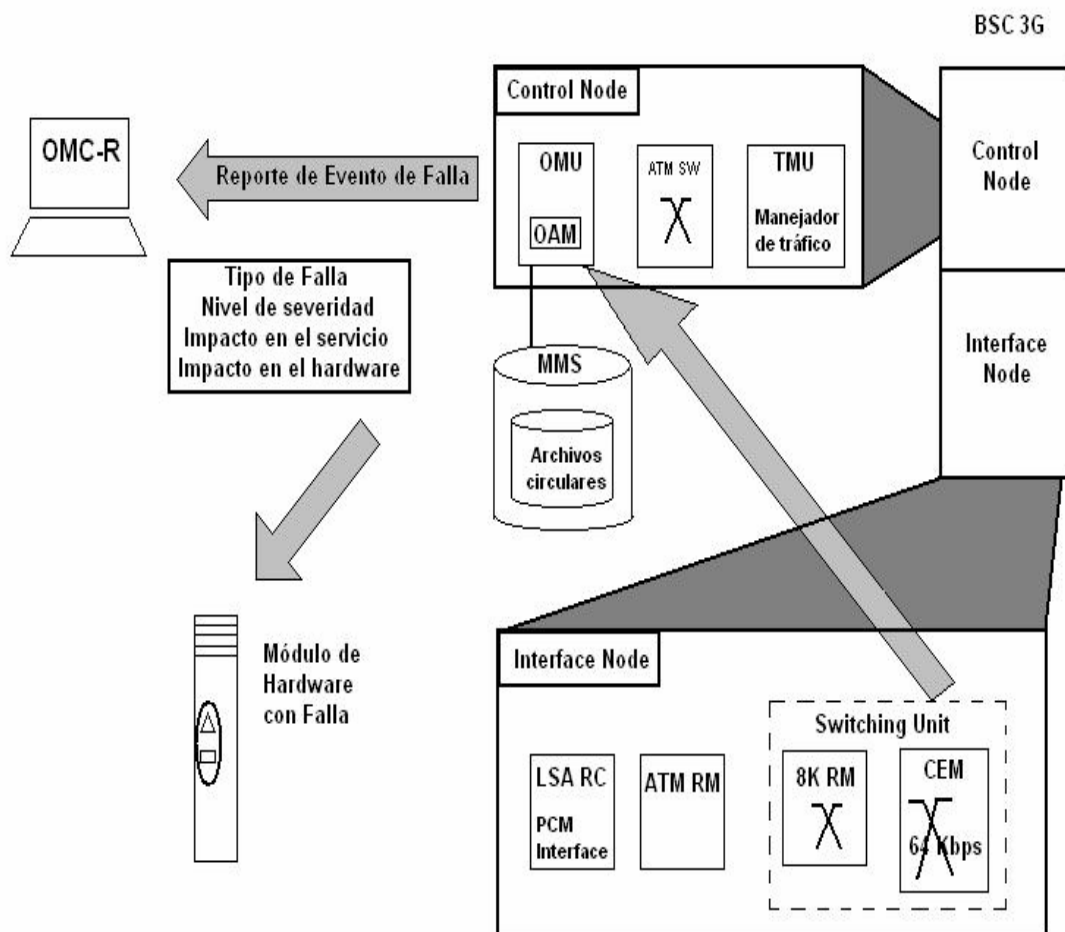 BSC 3G
Control Node
OMU
OAM
ATM SW
TMU
Manejador
de tráfico
Control
Node
OMC-R
Reporte de Evento de Falla
Tipo de Falla
Nivel de severidad
Impacto en el servicio
Impacto en el hardware
MMS
Archivos
circulares
Interface
Node
Módulo de
Hardware
con Falla
Interface Node
Switching Unit
LSA RC
PCM
Interface
ATM RM
8K RM
CEM
64 Kbps